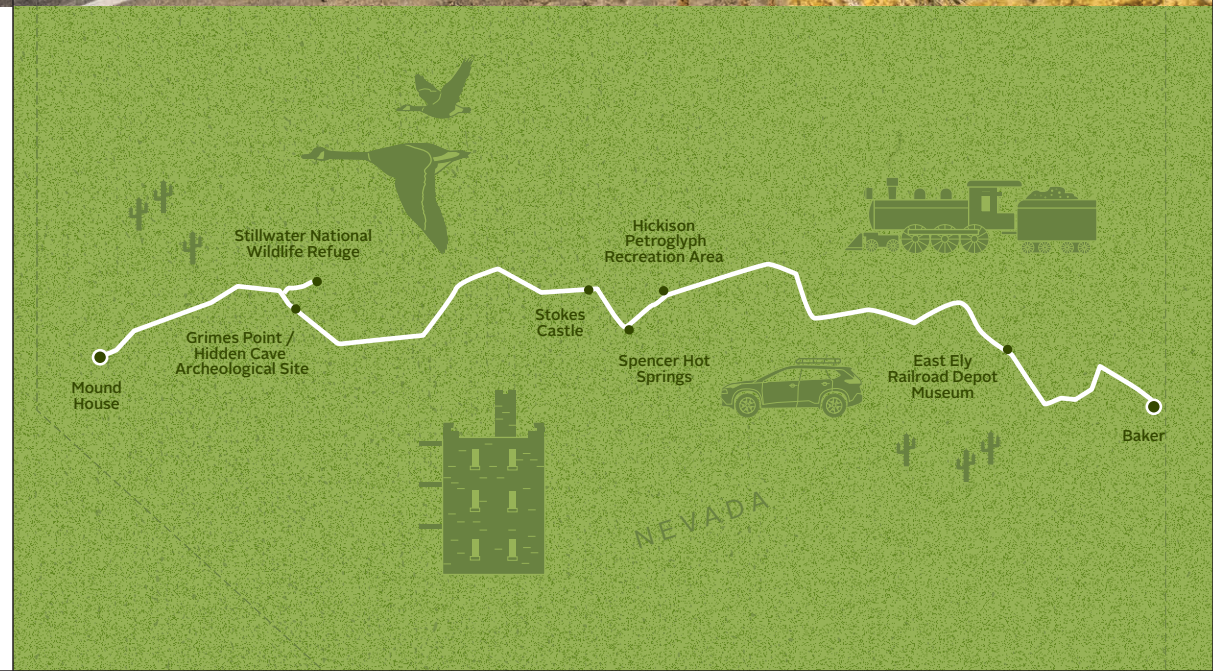 Hickison
Petroglyph
Recreation Area
Stillwater National
Wildlife Refuge
Stokes
Castle
Grimes Point /
Hidden Cave
Archeological Site
Spencer Hot
Springs
East Ely
Railroad Depot
Museum
Mound
House
Baker
NEVADA